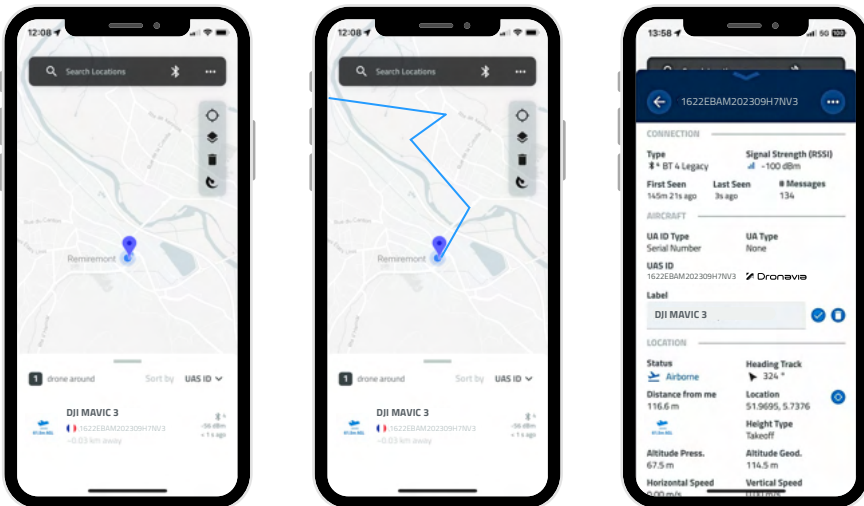 12:08
Search Locations
Remiremont
1 drone around
Sort by UAS ID
DJI MAVIC 3
1622EBAM202309H7NV3
~0.03 km away
-56 dBm
< 1 s ago
12:08
Search Locations
Remiremont
1 drone around
Sort by UAS ID
DJI MAVIC 3
1622EBAM202309H7NV3
~0.03 km away
-56 dBm
< 1 s ago
13:58
5G 100
1622EBAM202309H7NV3
CONNECTION
Type Signal Strength (RSSI)
BT 4 Legacy -100 dBm
First Seen Last Seen # Messages
145m 21s ago 3s ago 134
AIRCRAFT
UA ID Type UA Type
Serial Number None
UAS ID
1622EBAM202309H7NV3 Dronavia
Label
DJI MAVIC 3
LOCATION
Status Heading Track
Airborne 324 °
Distance from me Location
116.6 m 51.9695, 5.7376
Height Type
Takeoff
Altitude Press. Altitude Geod.
67.5 m 114.5 m
Horizontal Speed Vertical Speed
0.00 m/s